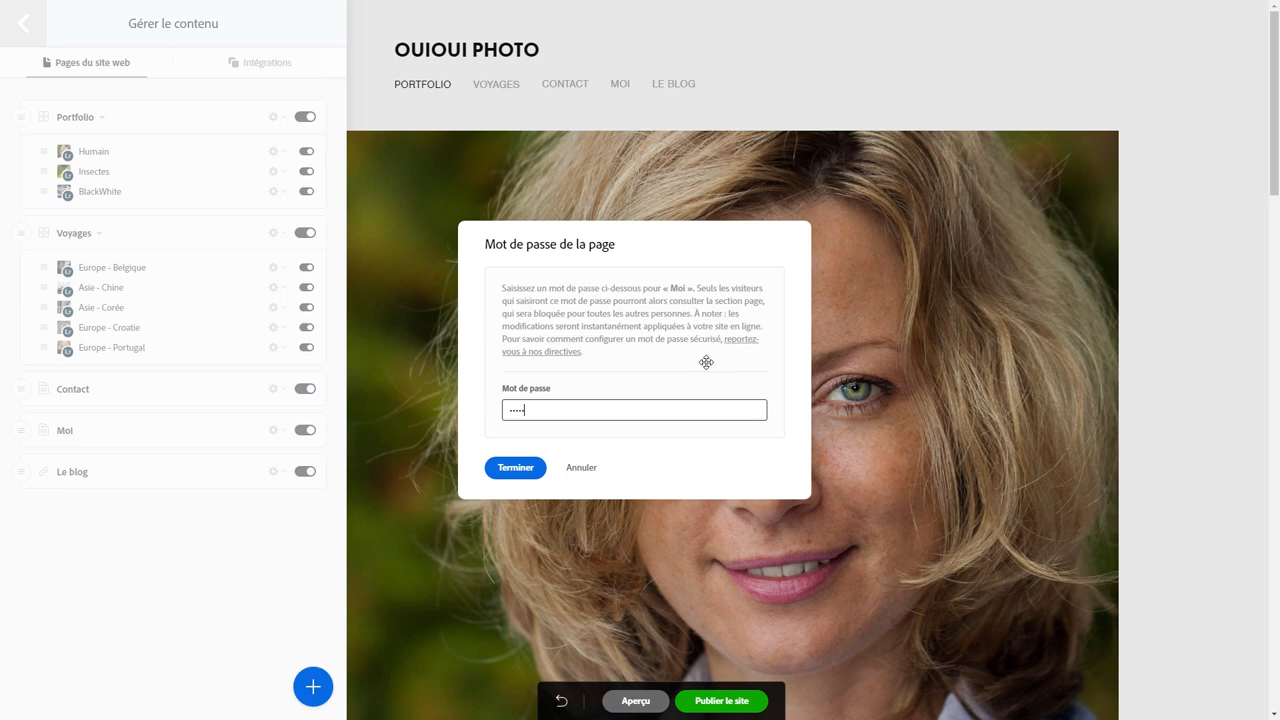 Gérer le contenu
Pages du site web
Intégrations
Portfolio
Humain
Insectes
BlackWhite
Voyages
Europe - Belgique
Asie - Chine
Asie - Corée
Europe - Croatie
Europe - Portugal
Contact
Moi
Le blog
OUIOUI PHOTO
PORTFOLIO VOYAGES CONTACT MOI LE BLOG
Mot de passe de la page
Saisissez un mot de passe ci-dessous pour « Moi ». Seuls les visiteurs
qui saisiront ce mot de passe pourront alors consulter la section page,
qui sera bloquée pour toutes les autres personnes. À noter : les
modifications seront instantanément appliquées à votre site en ligne.
Pour savoir comment configurer un mot de passe sécurisé, reportez-
vous à nos directives.
Mot de passe
•••••
Terminer Annuler
Aperçu Publier le site